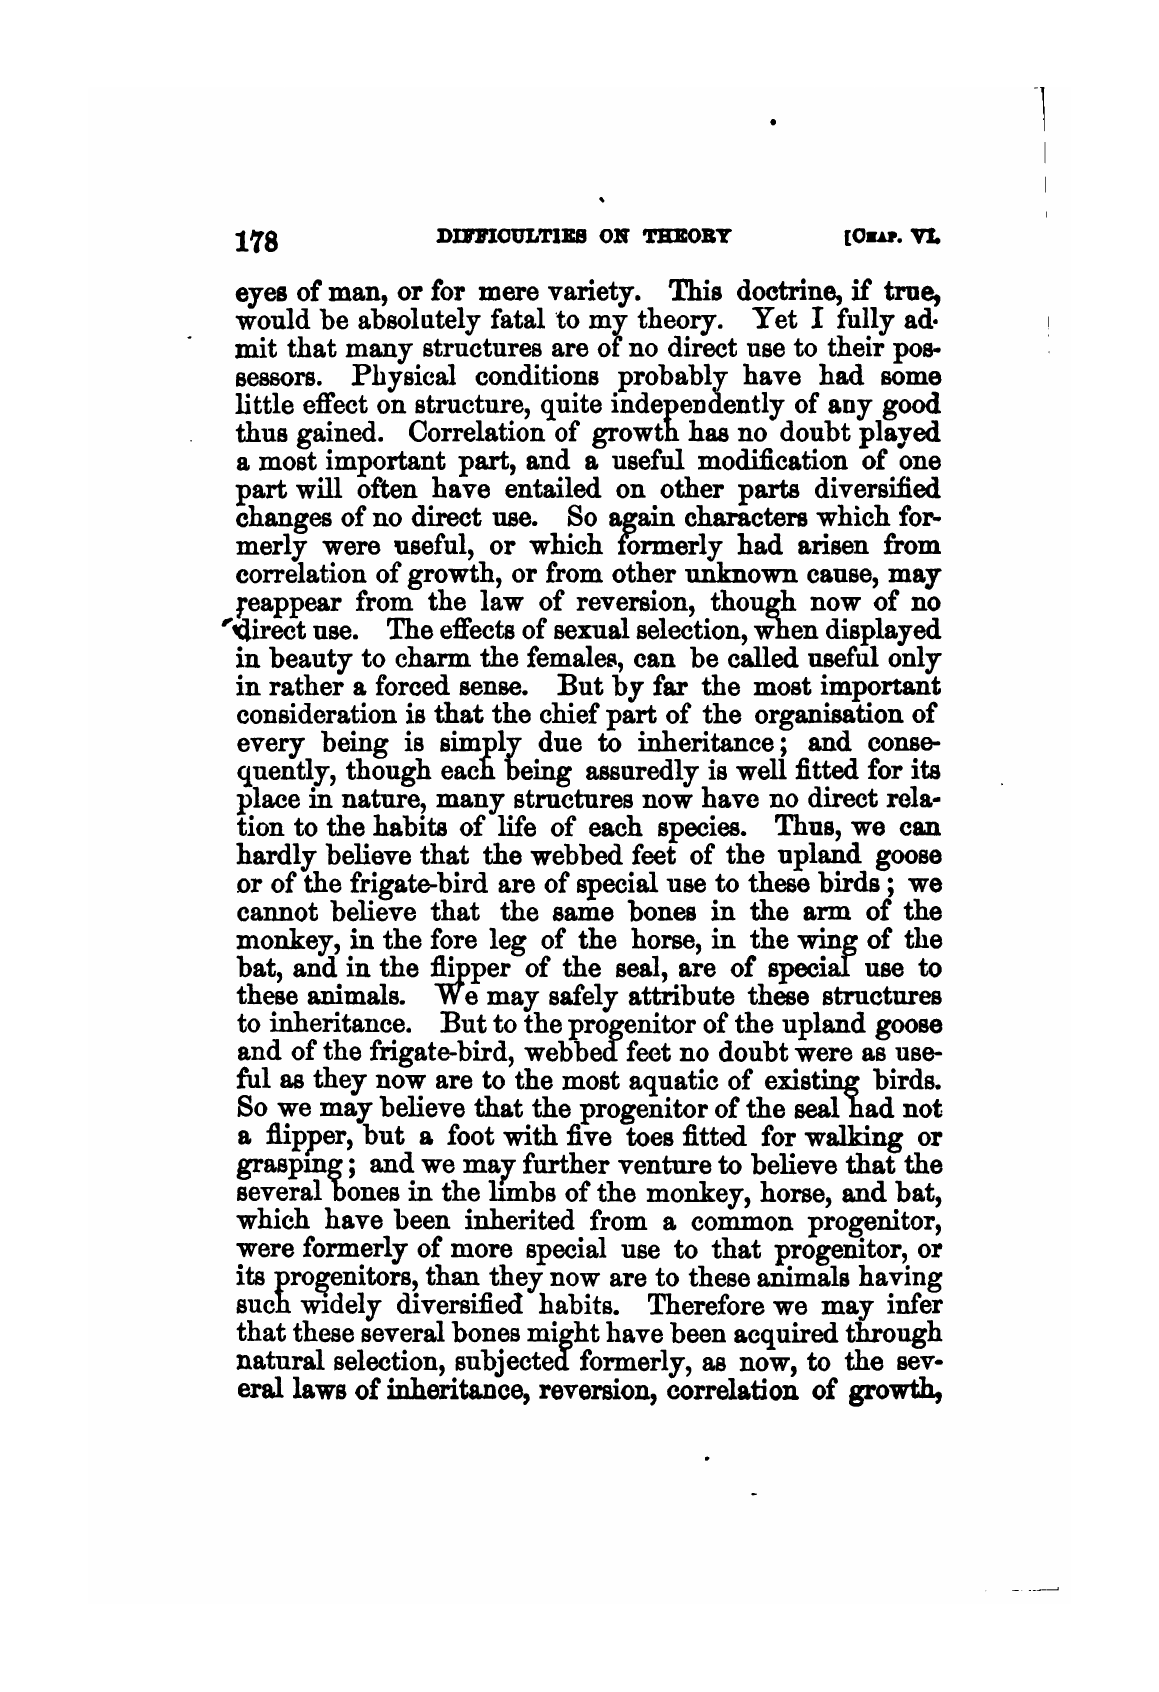 178 DIFFICULTIES ON THEORY [CHAP. VI.
eyes of man, or for mere variety. This doctrine, if true,
would be absolutely fatal to my theory. Yet I fully ad-
mit that many structures are of no direct use to their pos-
sessors. Physical conditions probably have had some
little effect on structure, quite independently of any good
thus gained. Correlation of growth has no doubt played
a most important part, and a useful modification of one
part will often have entailed on other parts diversified
changes of no direct use. So again characters which for-
merly were useful, or which formerly had arisen from
correlation of growth, or from other unknown cause, may
reappear from the law of reversion, though now of no
direct use. The effects of sexual selection, when displayed
in beauty to charm the females, can be called useful only
in rather a forced sense. But by far the most important
consideration is that the chief part of the organisation of
every being is simply due to inheritance; and conse-
quently, though each being assuredly is well fitted for its
place in nature, many structures now have no direct rela-
tion to the habits of life of each species. Thus, we can
hardly believe that the webbed feet of the upland goose
or of the frigate-bird are of special use to these birds; we
cannot believe that the same bones in the arm of the
monkey, in the fore leg of the horse, in the wing of the
bat, and in the flipper of the seal, are of special use to
these animals. We may safely attribute these structures
to inheritance. But to the progenitor of the upland goose
and of the frigate-bird, webbed feet no doubt were as use-
ful as they now are to the most aquatic of existing birds.
So we may believe that the progenitor of the seal had not
a flipper, but a foot with five toes fitted for walking or
grasping; and we may further venture to believe that the
several bones in the limbs of the monkey, horse, and bat,
which have been inherited from a common progenitor,
were formerly of more special use to that progenitor, or
its progenitors, than they now are to these animals having
such widely diversified habits. Therefore we may infer
that these several bones might have been acquired through
natural selection, subjected formerly, as now, to the sev-
eral laws of inheritance, reversion, correlation of growth,